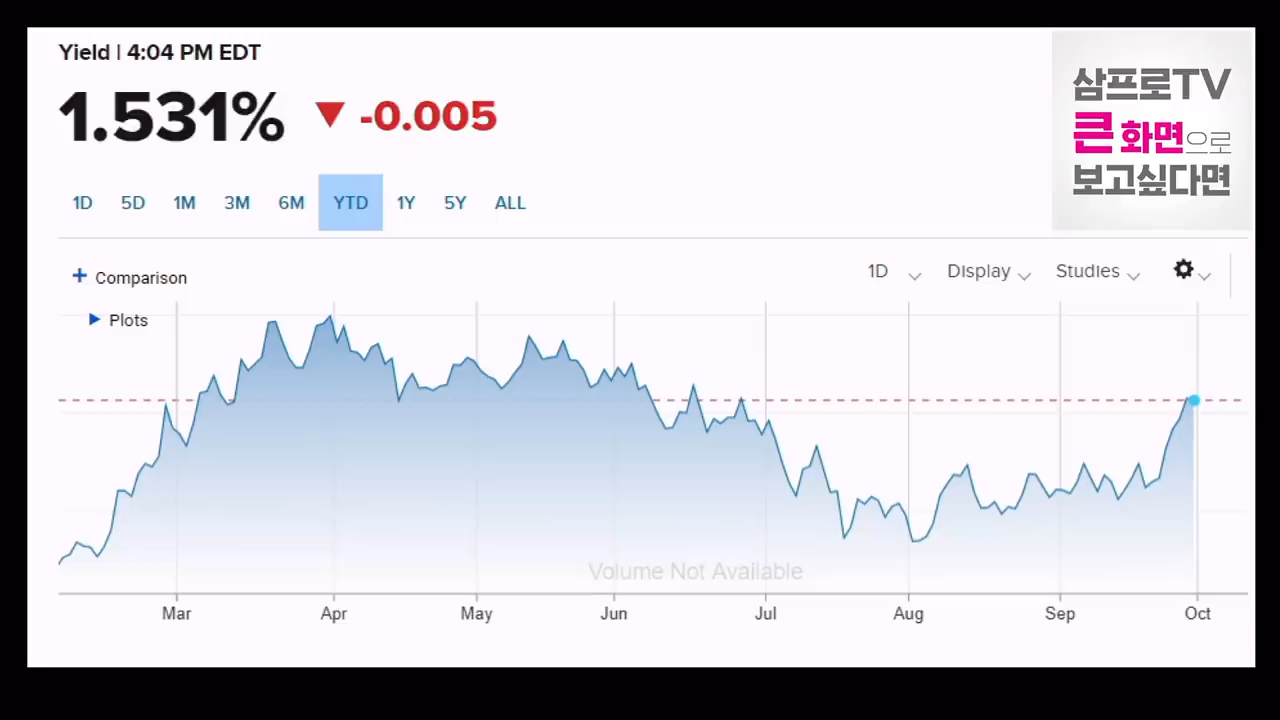 Yield | 4:04 PM EDT
1.531% ▼ -0.005
삼프로TV
큰 화면으로
보고싶다면
1D 5D 1M 3M 6M YTD 1Y 5Y ALL
+ Comparison
1D Display Studies
Plots
Volume Not Available
Mar Apr May Jun Jul Aug Sep Oct